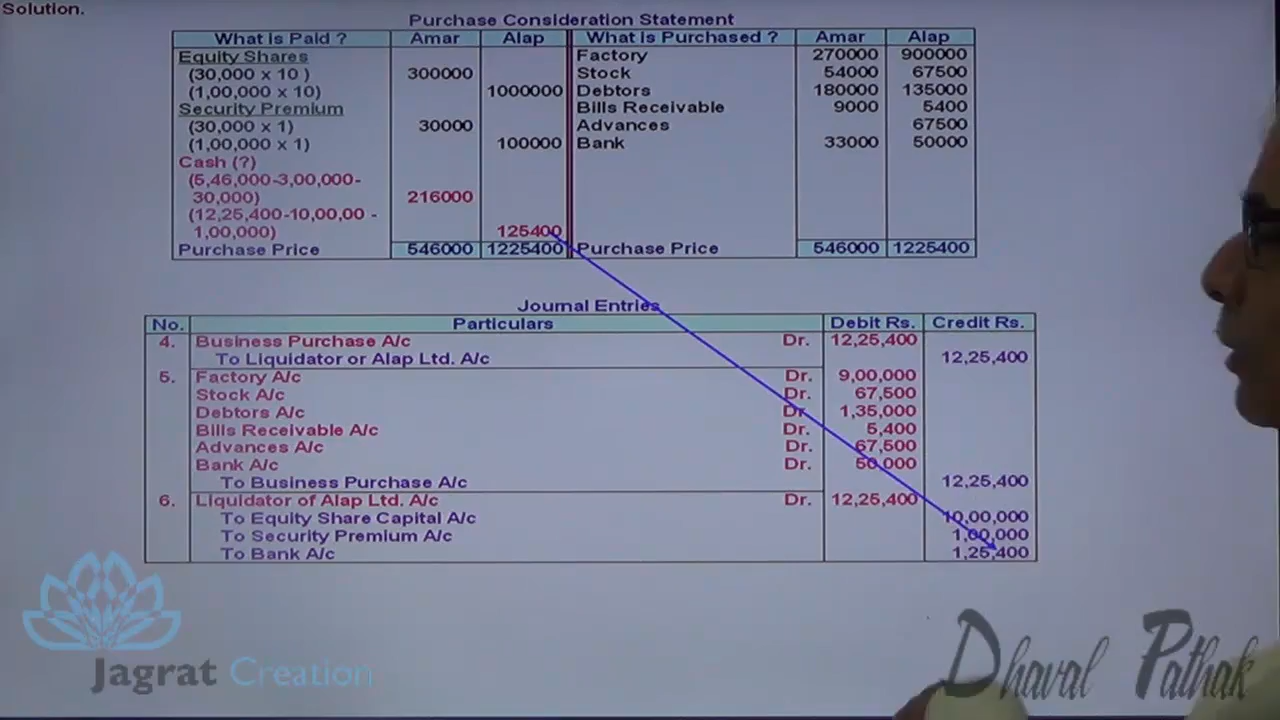 Solution.
Purchase Consideration Statement
What is Paid ? Amar Alap What is Purchased ? Amar Alap
Equity Shares Factory 270000 900000
(30,000 x 10 ) 300000 Stock 54000 67500
(1,00,000 x 10) 1000000 Debtors 180000 135000
Security Premium Bills Receivable 9000 5400
(30,000 x 1) 30000 Advances 67500
(1,00,000 x 1) 100000 Bank 33000 50000
Cash (?)
(5,46,000-3,00,000-
30,000) 216000
(12,25,400-10,00,00 -
1,00,000) 125400
Purchase Price 546000 1225400 Purchase Price 546000 1225400
Journal Entries
No. Particulars Debit Rs. Credit Rs.
4. Business Purchase A/c Dr. 12,25,400
To Liquidator or Alap Ltd. A/c 12,25,400
5. Factory A/c Dr. 9,00,000
Stock A/c Dr. 67,500
Debtors A/c Dr 1,35,000
Bills Receivable A/c Dr. 5,400
Advances A/c Dr. 67,500
Bank A/c Dr. 50,000
To Business Purchase A/c 12,25,400
6. Liquidator of Alap Ltd. A/c Dr. 12,25,400
To Equity Share Capital A/c 10,00,000
To Security Premium A/c 1,00,000
To Bank A/c 1,25,400
Jagrat Creation
Dhaval Pathak